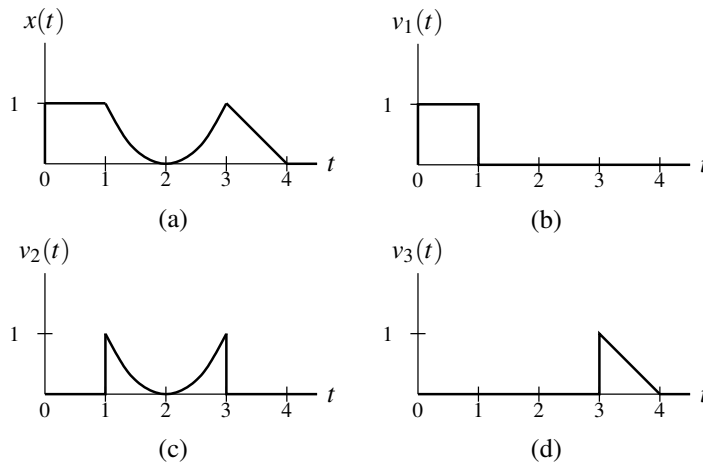 x(t)
1
0 1 2 3 4 t
(a)
v₁(t)
1
0 1 2 3 4 t
(b)
v₂(t)
1
0 1 2 3 4 t
(c)
v₃(t)
1
0 1 2 3 4 t
(d)